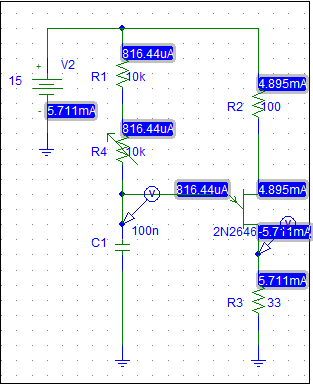 816.44uA
+ V2
15
R1 10k
4.895mA
- 5.711mA
R2 100
816.44uA
R4 10k
816.44uA 4.895mA
V
V
100n 2N2646 -5.711mA
C1
5.711mA
R3 33